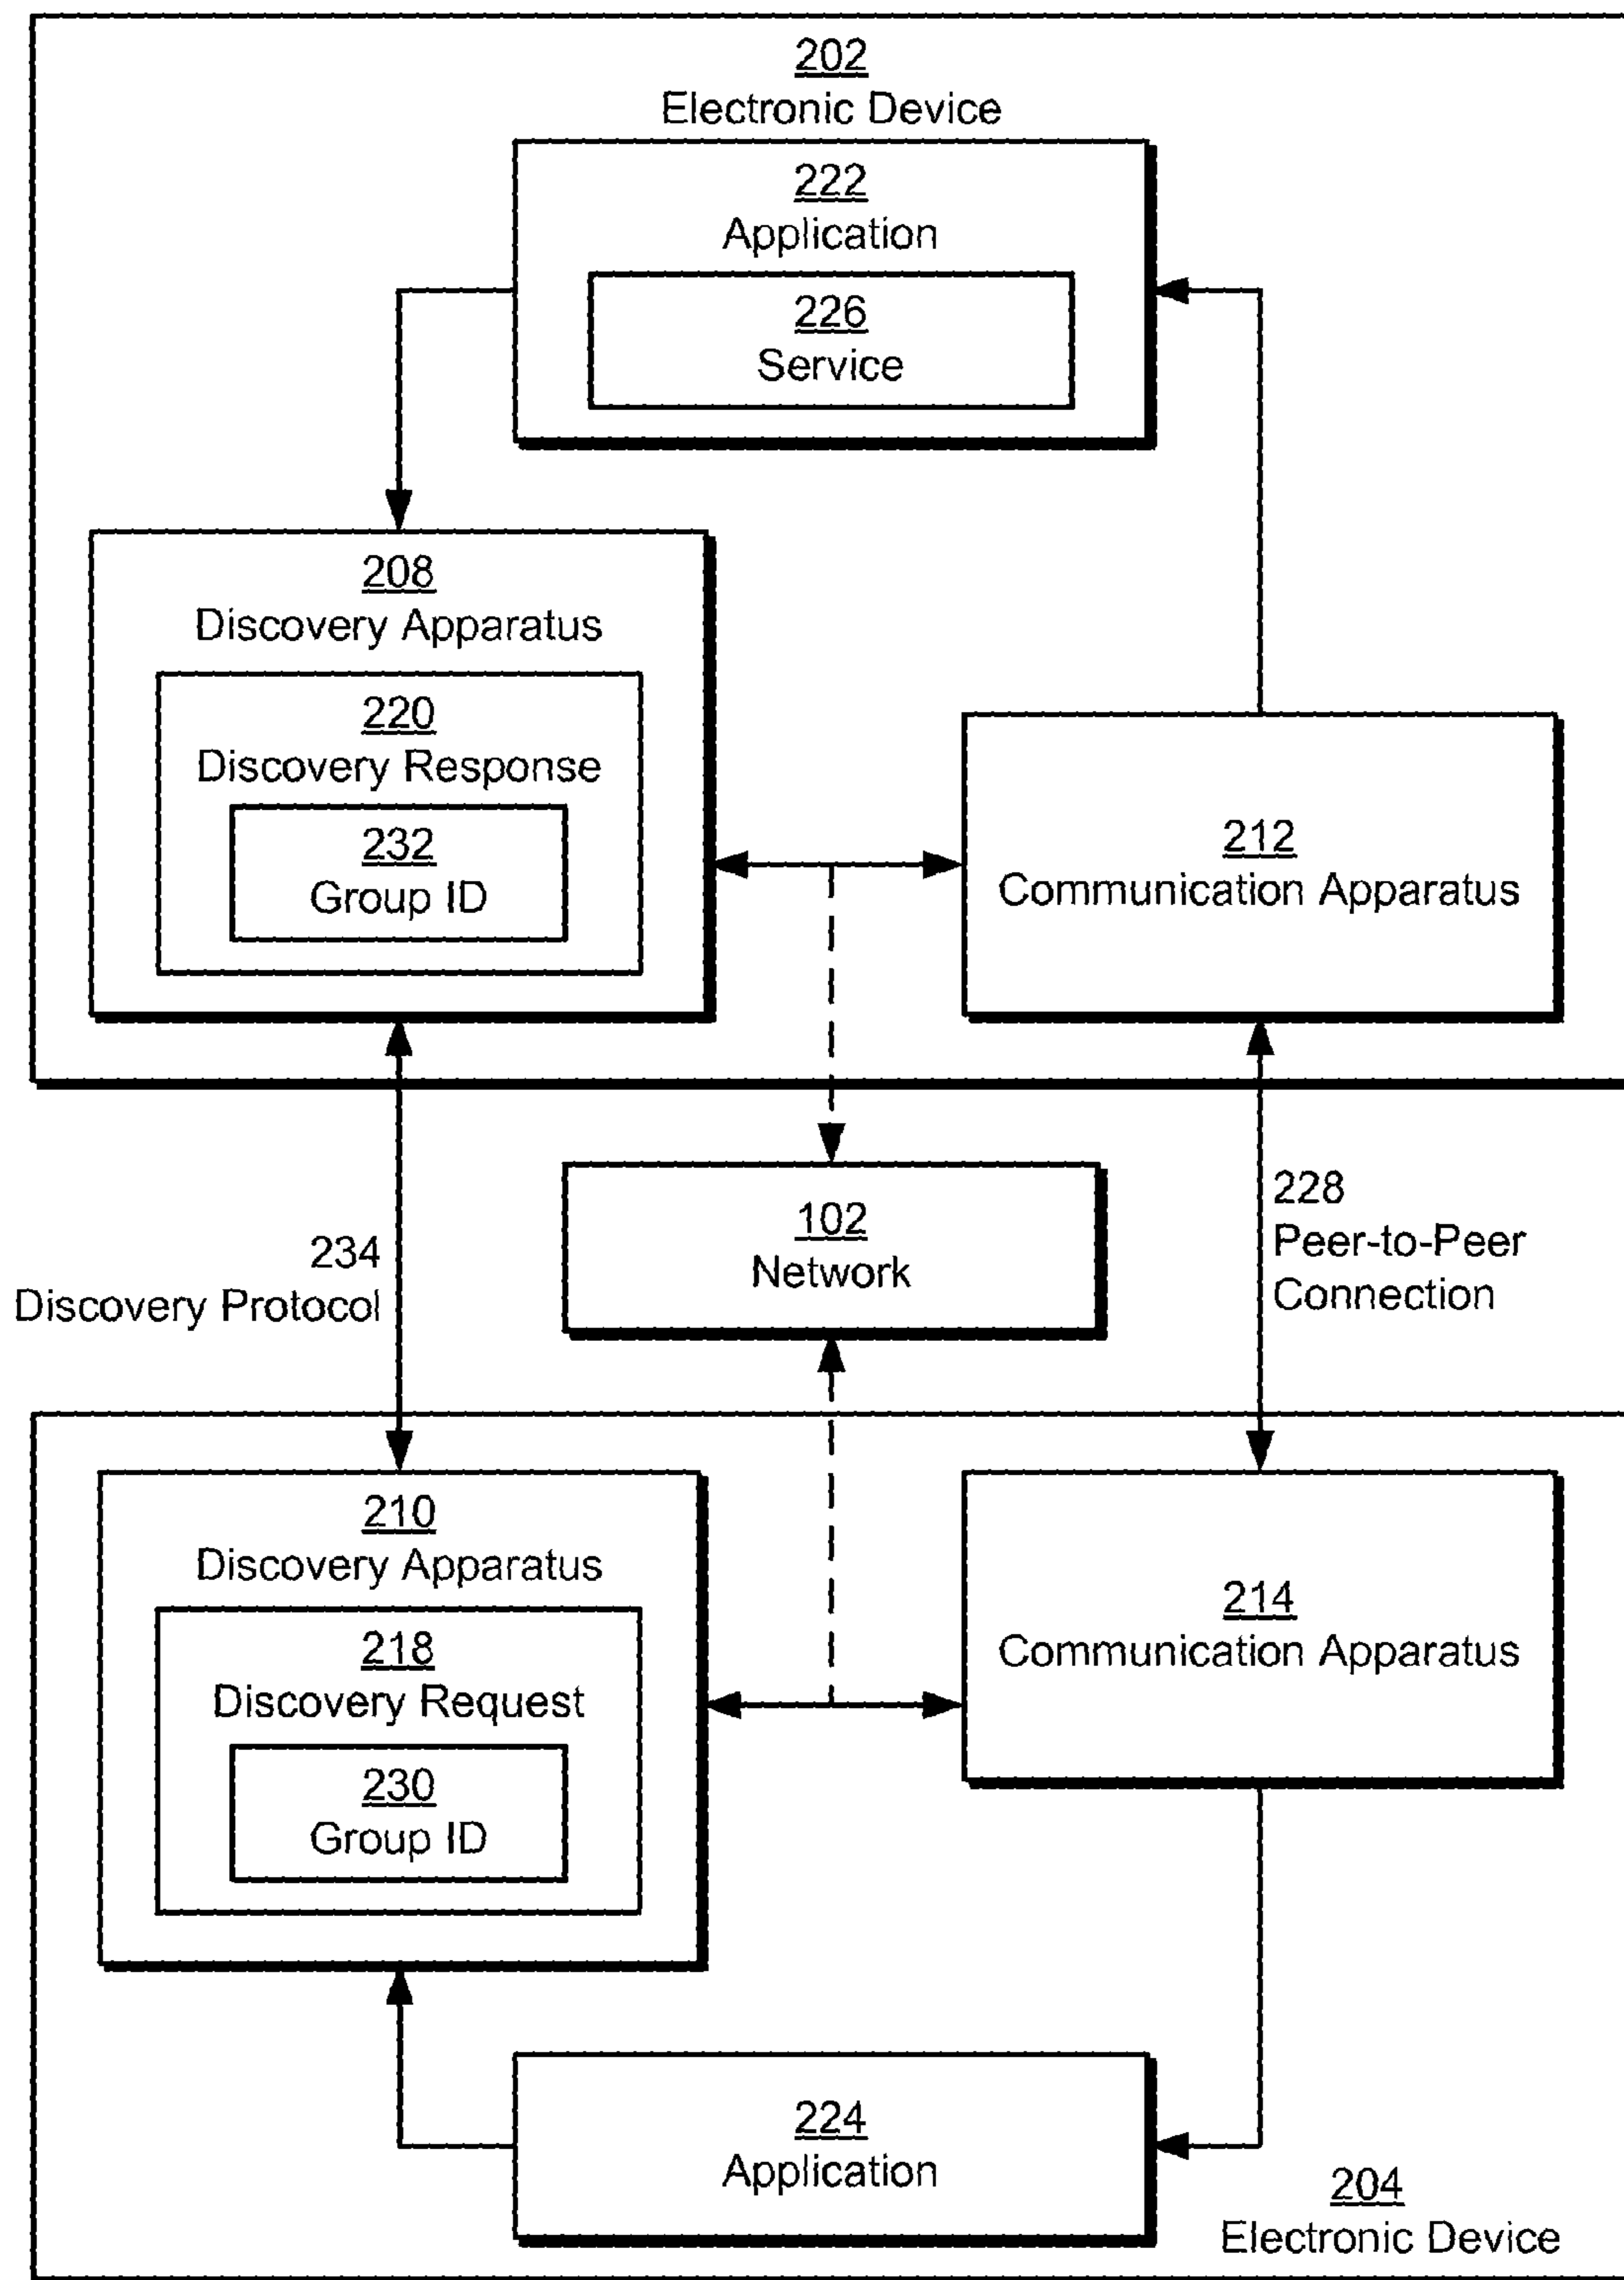 202
Electronic Device
222
Application
226
Service
208
Discovery Apparatus
220
Discovery Response
232
Group ID
212
Communication Apparatus
234
Discovery Protocol
102
Network
228
Peer-to-Peer
Connection
210
Discovery Apparatus
218
Discovery Request
230
Group ID
214
Communication Apparatus
224
Application
204
Electronic Device